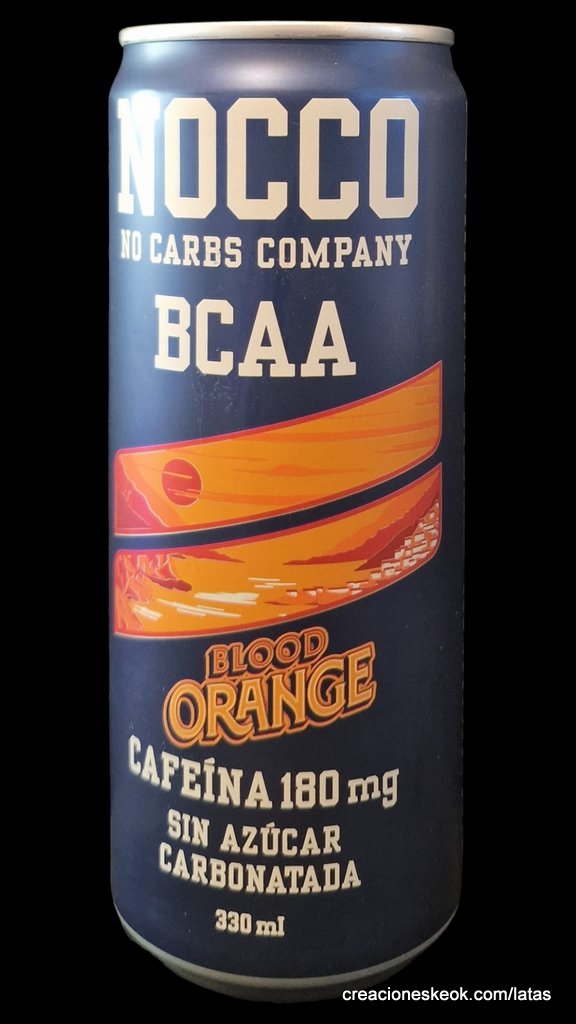 NOCCO
NO CARBS COMPANY
BCAA
BLOOD
ORANGE
CAFEÍNA 180 mg
SIN AZÚCAR
CARBONATADA
330 ml
creacioneskeok.com/latas